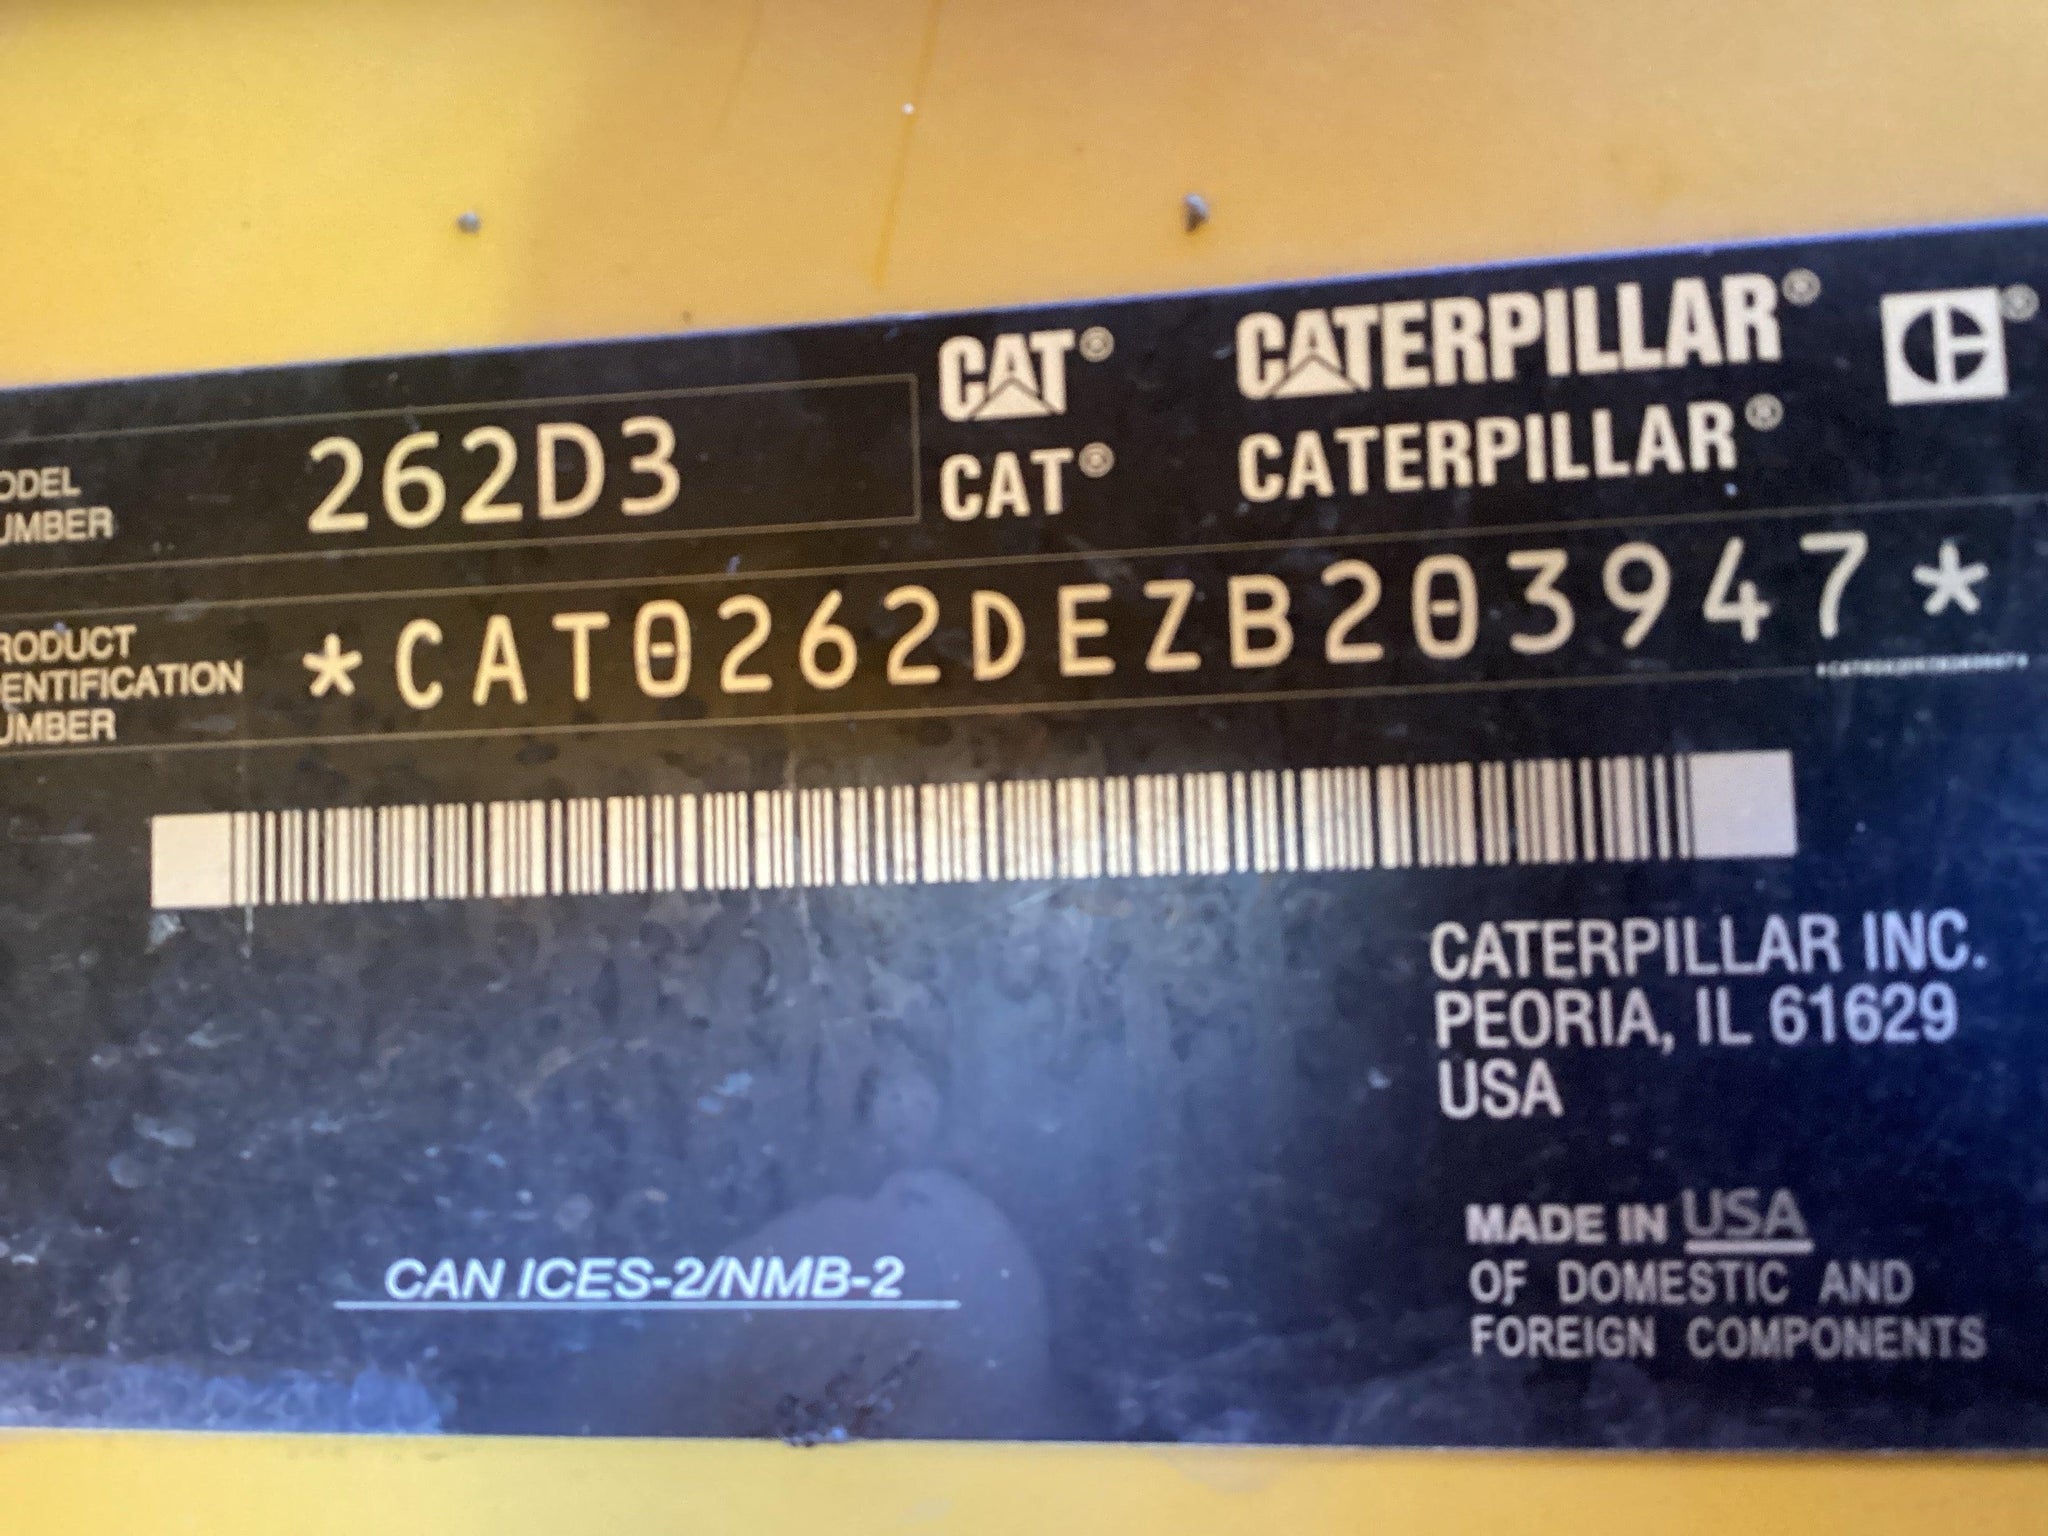 CAT® CATERPILLAR® ®
ODEL
UMBER
262D3
CAT® CATERPILLAR®
RODUCT
ENTIFICATION
UMBER
*CAT0262DEZB203947*
CATERPILLAR INC.
PEORIA, IL 61629
USA
MADE IN USA
OF DOMESTIC AND
FOREIGN COMPONENTS
CAN ICES-2/NMB-2